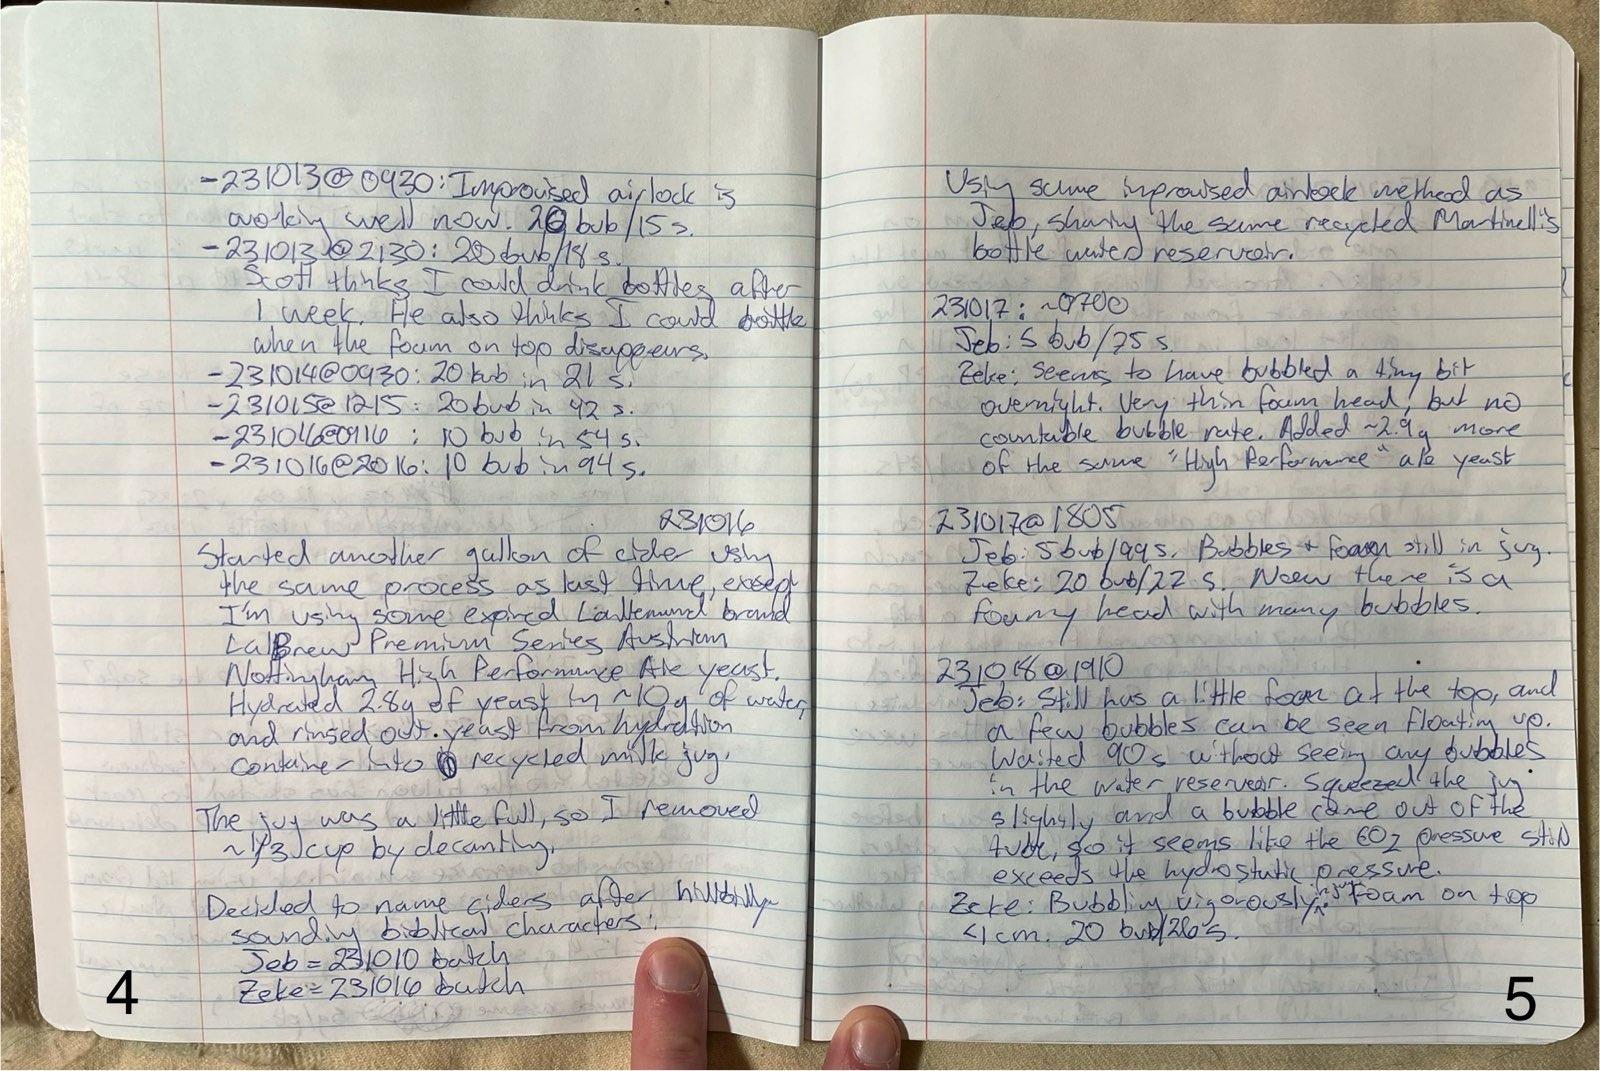 -231013@0930: Improvised airlock is
working well now. 20 bub/15 s.
-231013@2130: 20 bub/18 s.
Scott thinks I could drink bottles after
1 week. He also thinks I could bottle
when the foam on top disappears.
-231014@0930: 20 bub in 21 s.
-231015@1215: 20 bub in 42 s.
-231016@0916 : 10 bub in 54 s.
-231016@2016: 10 bub in 94 s.
231016
Started another gallon of cider using
the same process as last time, except
I'm using some expired Lallemand brand
LalBrew Premium Series Austrian
Nottingham High Performance Ale yeast.
Hydrated 2.8g of yeast in ~10g of water,
and rinsed out yeast from hydration
container into recycled milk jug.
The jug was a little full, so I removed
~1/3 cup by decanting.
Decided to name ciders after hillbilly-
sounding biblical characters:
Jeb = 231010 batch
Zeke = 231016 batch
4
Using same improvised airlock method as
Jeb, sharing the same recycled Martinelli's
bottle water reservoir.
231017: ~0700
Jeb: 5 bub/75 s.
Zeke: Seems to have bubbled a tiny bit
overnight. Very thin foam head, but no
countable bubble rate. Added ~2.9g more
of the same "High Performance" ale yeast
231017@1805
Jeb: 5 bub/99 s. Bubbles + foam still in jug.
Zeke: 20 bub/22 s. Now there is a
foamy head with many bubbles.
231018@1910
Jeb: Still has a little foam at the top, and
a few bubbles can be seen floating up.
Waited 90s without seeing any bubbles
in the water reservoir. Squeezed the jug
slightly and a bubble came out of the
tube, so it seems like the CO2 pressure still
exceeds the hydrostatic pressure.
Zeke: Bubbling vigorously in jug. Foam on top
<1 cm. 20 bub/26 s.
5